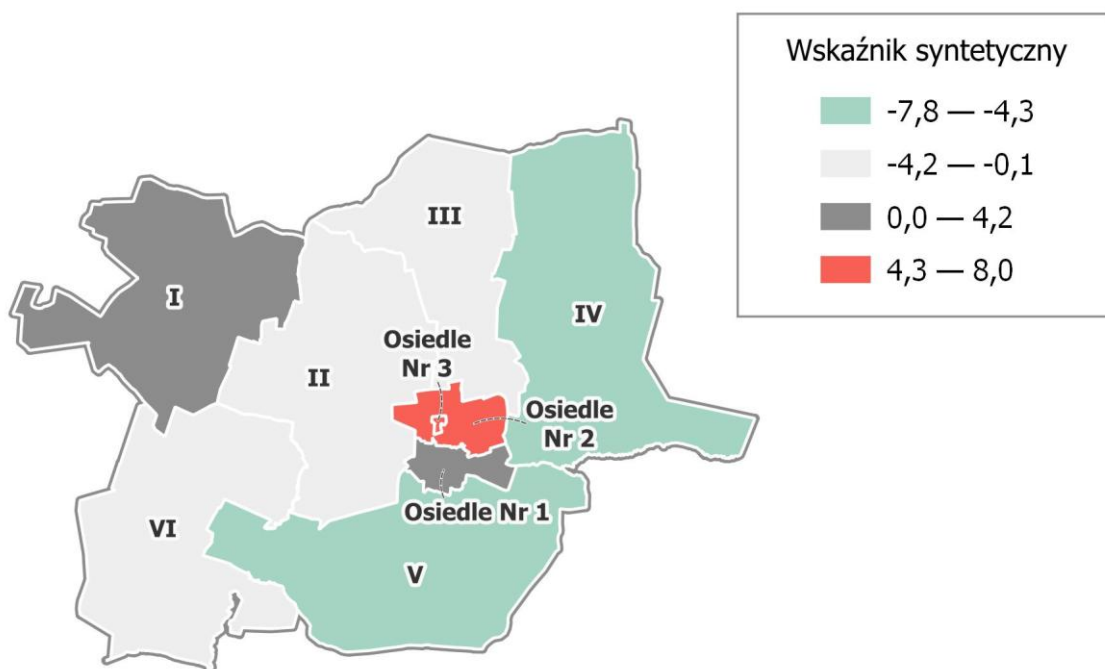 Wskaźnik syntetyczny
-7,8 — -4,3
-4,2 — -0,1
0,0 — 4,2
4,3 — 8,0
III
I
IV
Osiedle
Nr 3
II
Osiedle
Nr 2
Osiedle Nr 1
VI
V